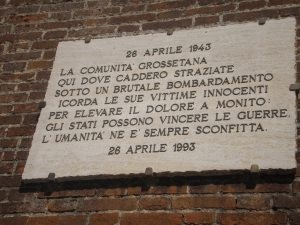 26 APRILE 1943
LA COMUNITÀ GROSSETANA
QUI DOVE CADDERO STRAZIATE
SOTTO UN BRUTALE BOMBARDAMENTO
ICORDA LE SUE VITTIME INNOCENTI
PER ELEVARE IL DOLORE A MONITO:
GLI STATI POSSONO VINCERE LE GUERRE,
L'UMANITÀ NE È SEMPRE SCONFITTA.
26 APRILE 1993